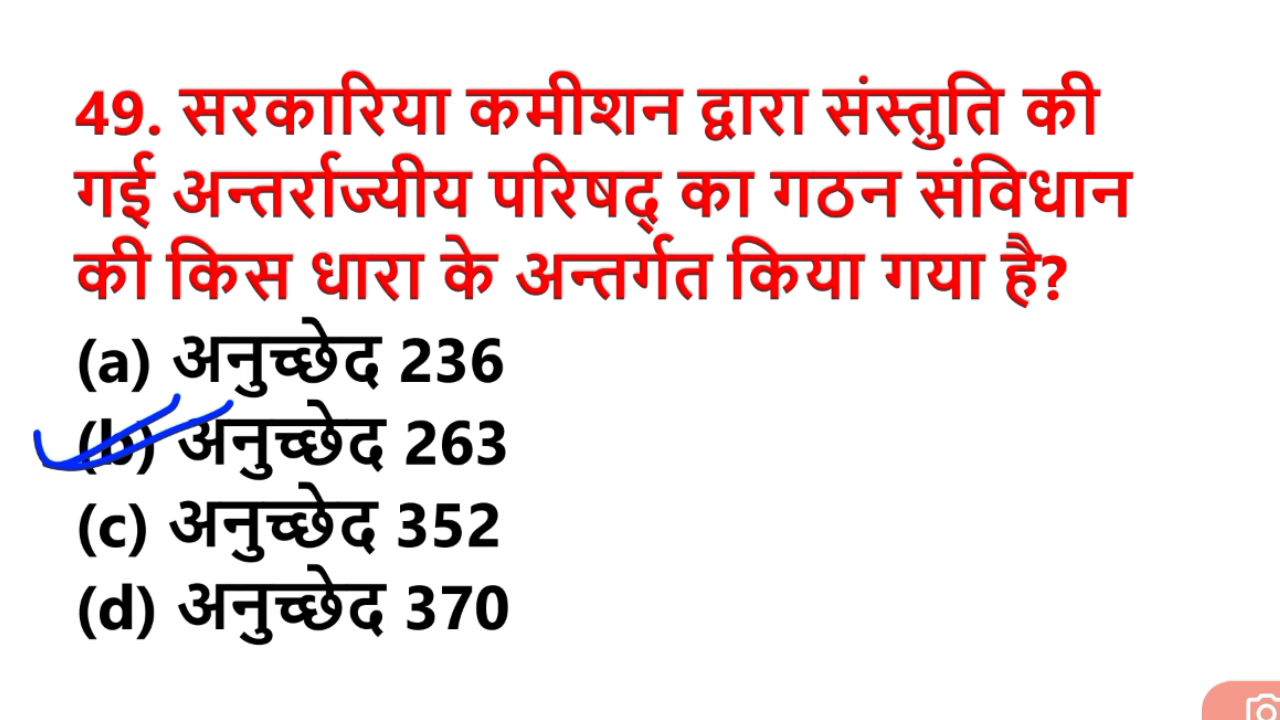 49. सरकारिया कमीशन द्वारा संस्तुति की
गई अन्तर्राज्यीय परिषद् का गठन संविधान
की किस धारा के अन्तर्गत किया गया है?
(a) अनुच्छेद 236
(b) अनुच्छेद 263
(c) अनुच्छेद 352
(d) अनुच्छेद 370